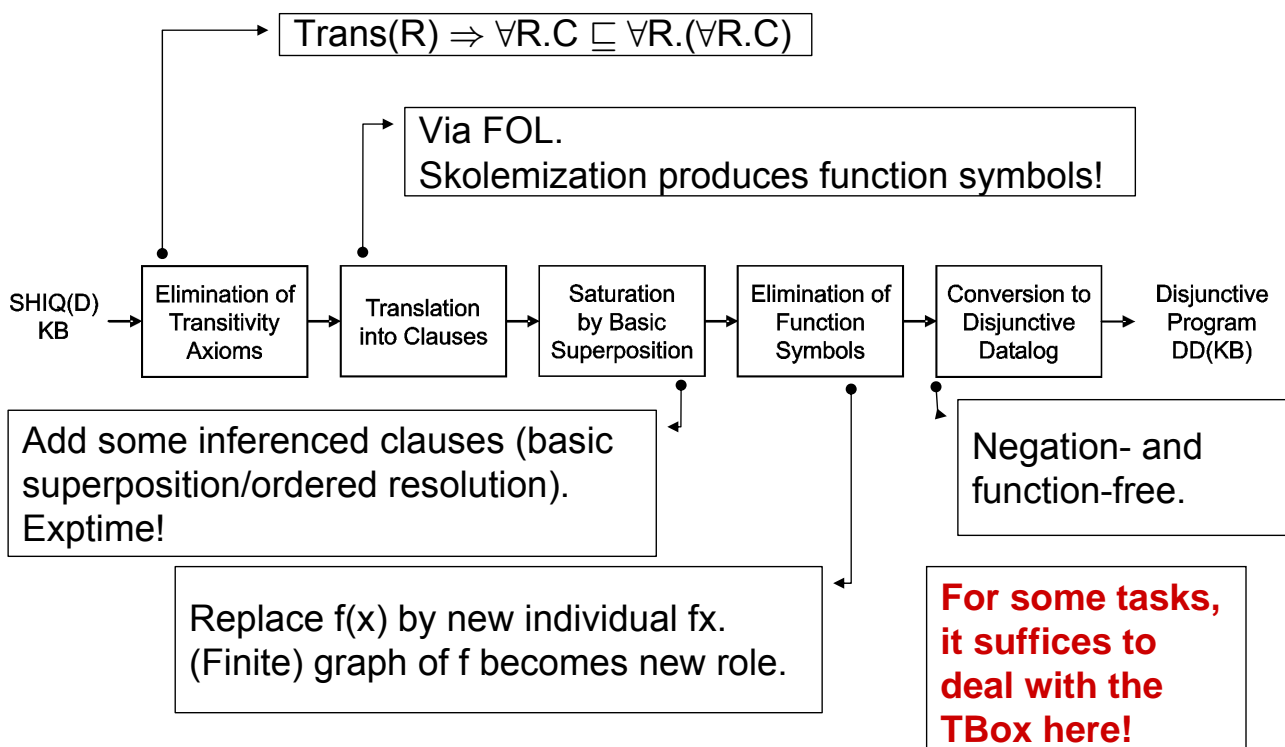 Trans(R) ⇒ ∀R.C ⊑ ∀R.(∀R.C)
Via FOL.
Skolemization produces function symbols!
SHIQ(D)
KB
Elimination of
Transitivity
Axioms
Translation
into Clauses
Saturation
by Basic
Superposition
Elimination of
Function
Symbols
Conversion to
Disjunctive
Datalog
Disjunctive
Program
DD(KB)
Add some inferenced clauses (basic
superposition/ordered resolution).
Exptime!
Negation- and
function-free.
Replace f(x) by new individual fx.
(Finite) graph of f becomes new role.
For some tasks,
it suffices to
deal with the
TBox here!